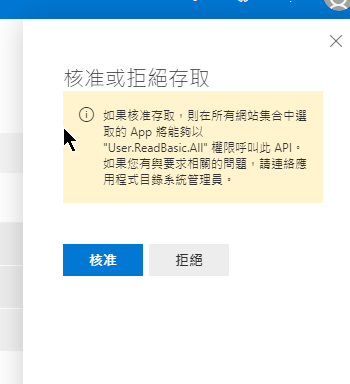 核准或拒絕存取
如果核准存取，則在所有網站集合中選
取的 App 將能夠以
"User.ReadBasic.All" 權限呼叫此 API。
如果您有與要求相關的問題，請連絡應
用程式目錄系統管理員。
核准
拒絕